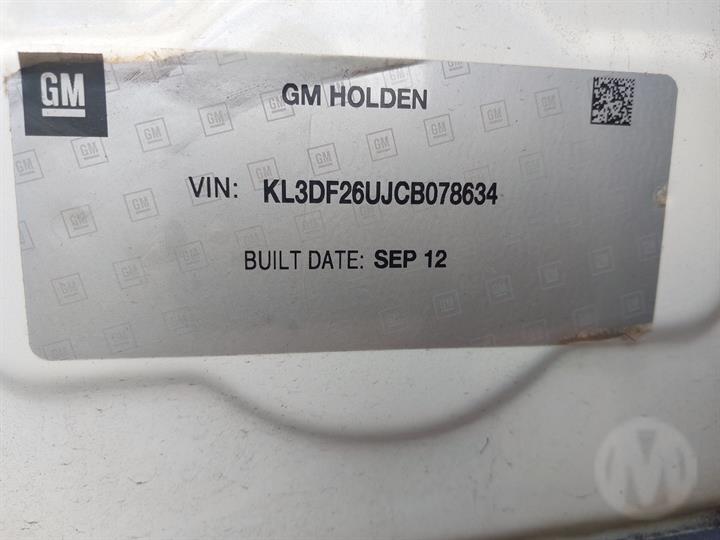 GM
GM HOLDEN
VIN: KL3DF26UJCB078634
BUILT DATE: SEP 12
M